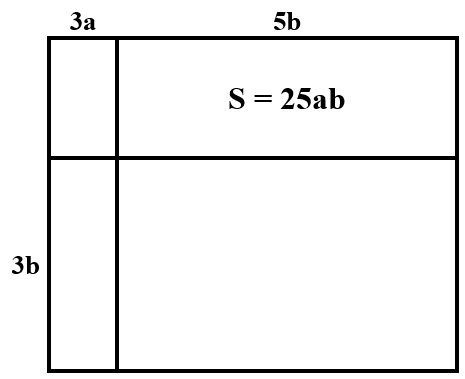 3a 5b
S = 25ab
3b